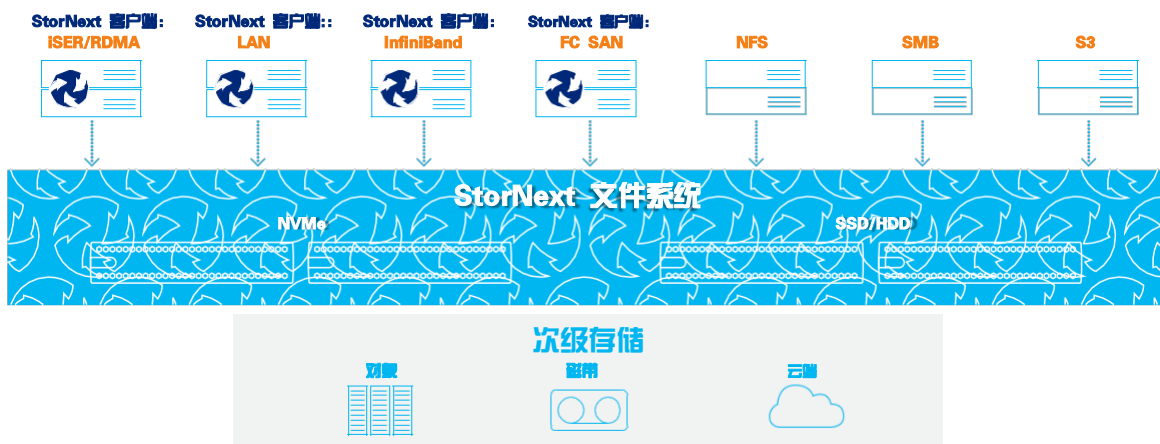 StorNext 客户端:
iSER/RDMA
StorNext 客户端::
LAN
StorNext 客户端:
InfiniBand
StorNext 客户端:
FC SAN
NFS
SMB
S3
StorNext 文件系统
NVMe
SSD/HDD
次级存储
对象
磁带
云端